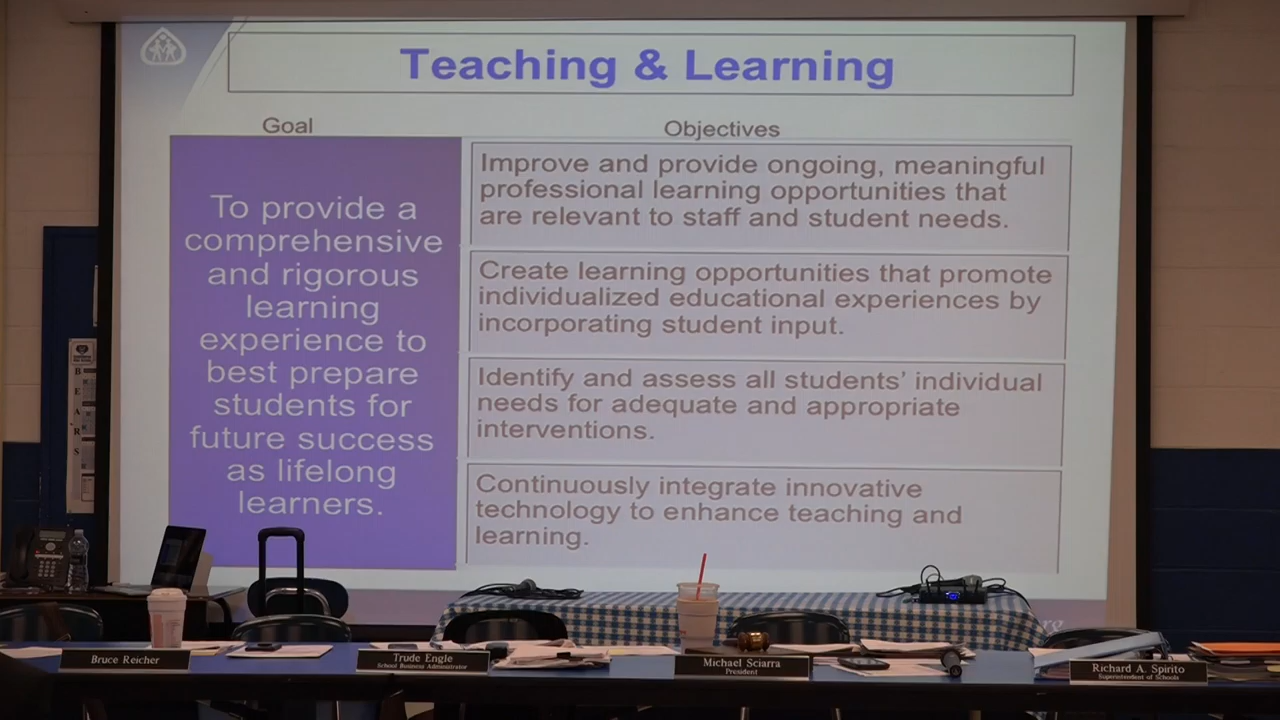 Teaching & Learning
Goal
Objectives
To provide a
comprehensive
and rigorous
learning
experience to
best prepare
students for
future success
as lifelong
learners.
Improve and provide ongoing, meaningful
professional learning opportunities that
are relevant to staff and student needs.
Create learning opportunities that promote
individualized educational experiences by
incorporating student input.
Identify and assess all students’ individual
needs for adequate and appropriate
interventions.
Continuously integrate innovative
technology to enhance teaching and
learning.
BEARS
rg
Bruce Reicher
Trude Engle
School Business Administrator
Michael Sciarra
President
Richard A. Spirito
Superintendent of Schools